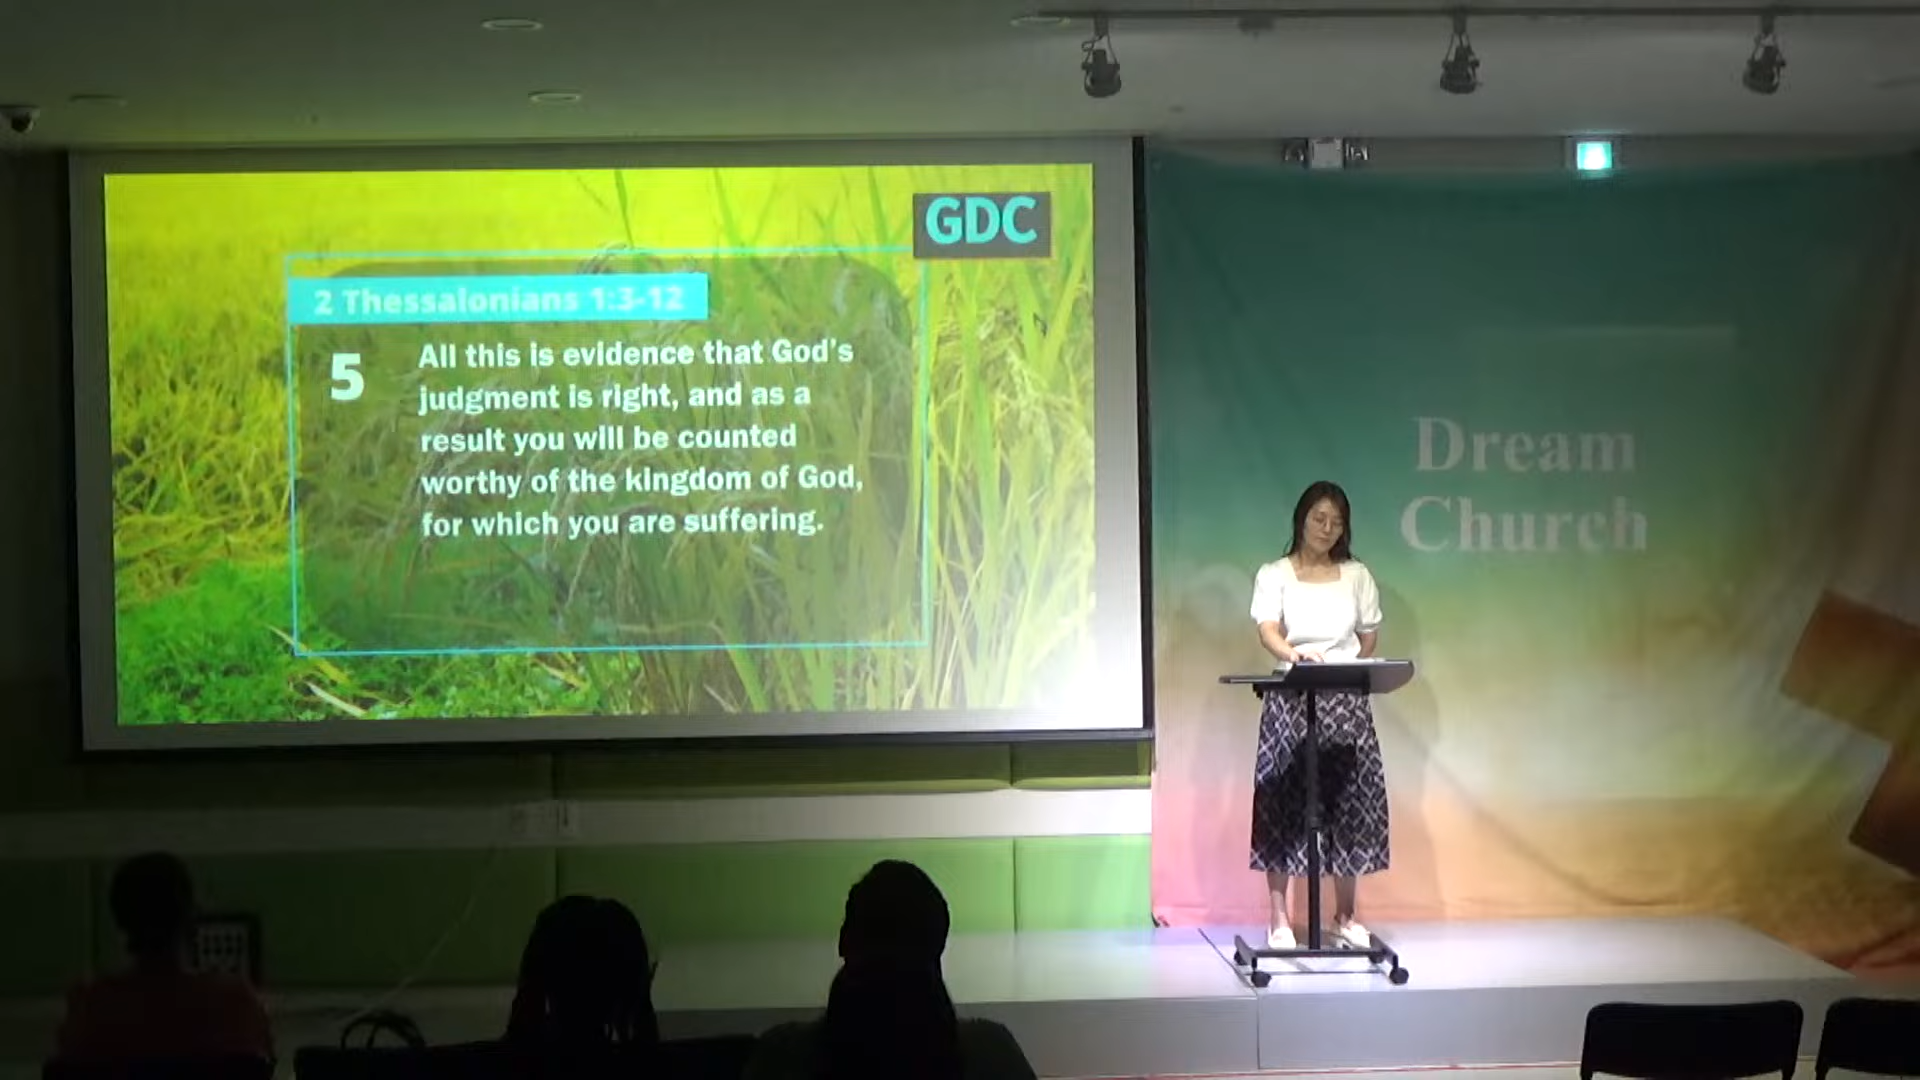 GDC
2 Thessalonians 1:3-12
5
All this is evidence that God's
judgment is right, and as a
result you will be counted
worthy of the kingdom of God,
for which you are suffering.
Dream
Church